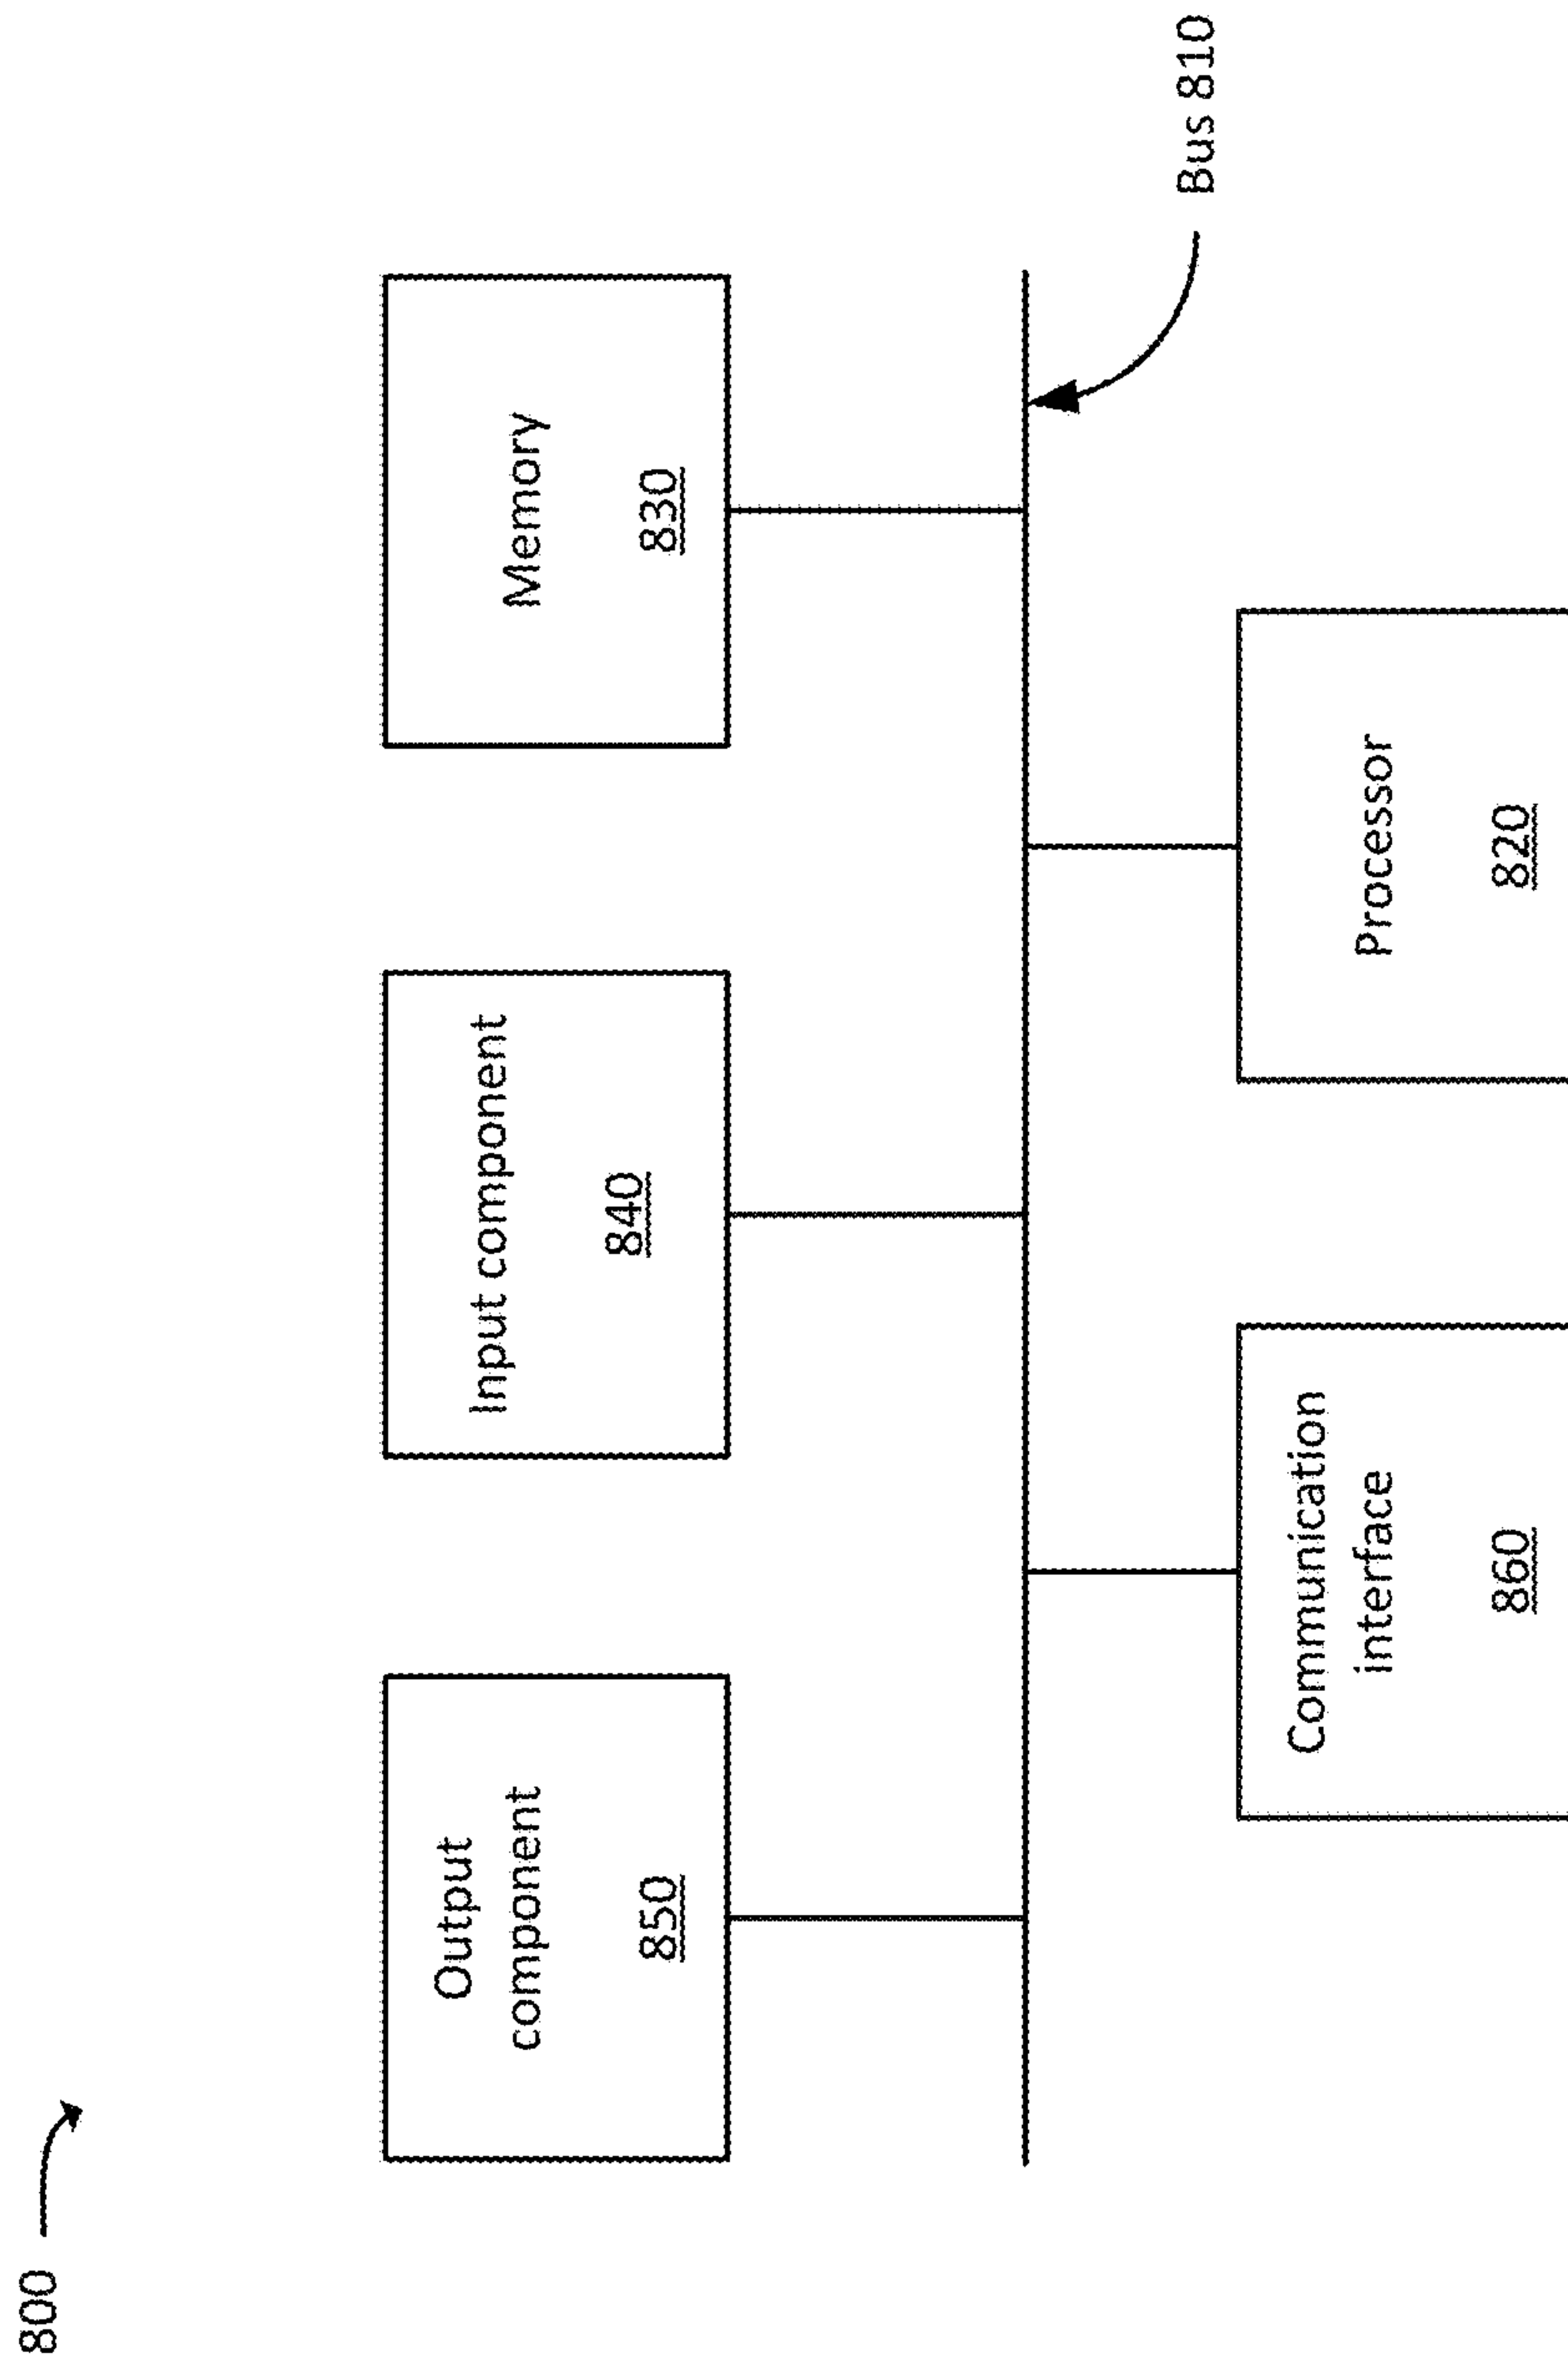 800
Output
component
850
Input component
840
Memory
830
Bus 810
Communication
interface
860
Processor
820